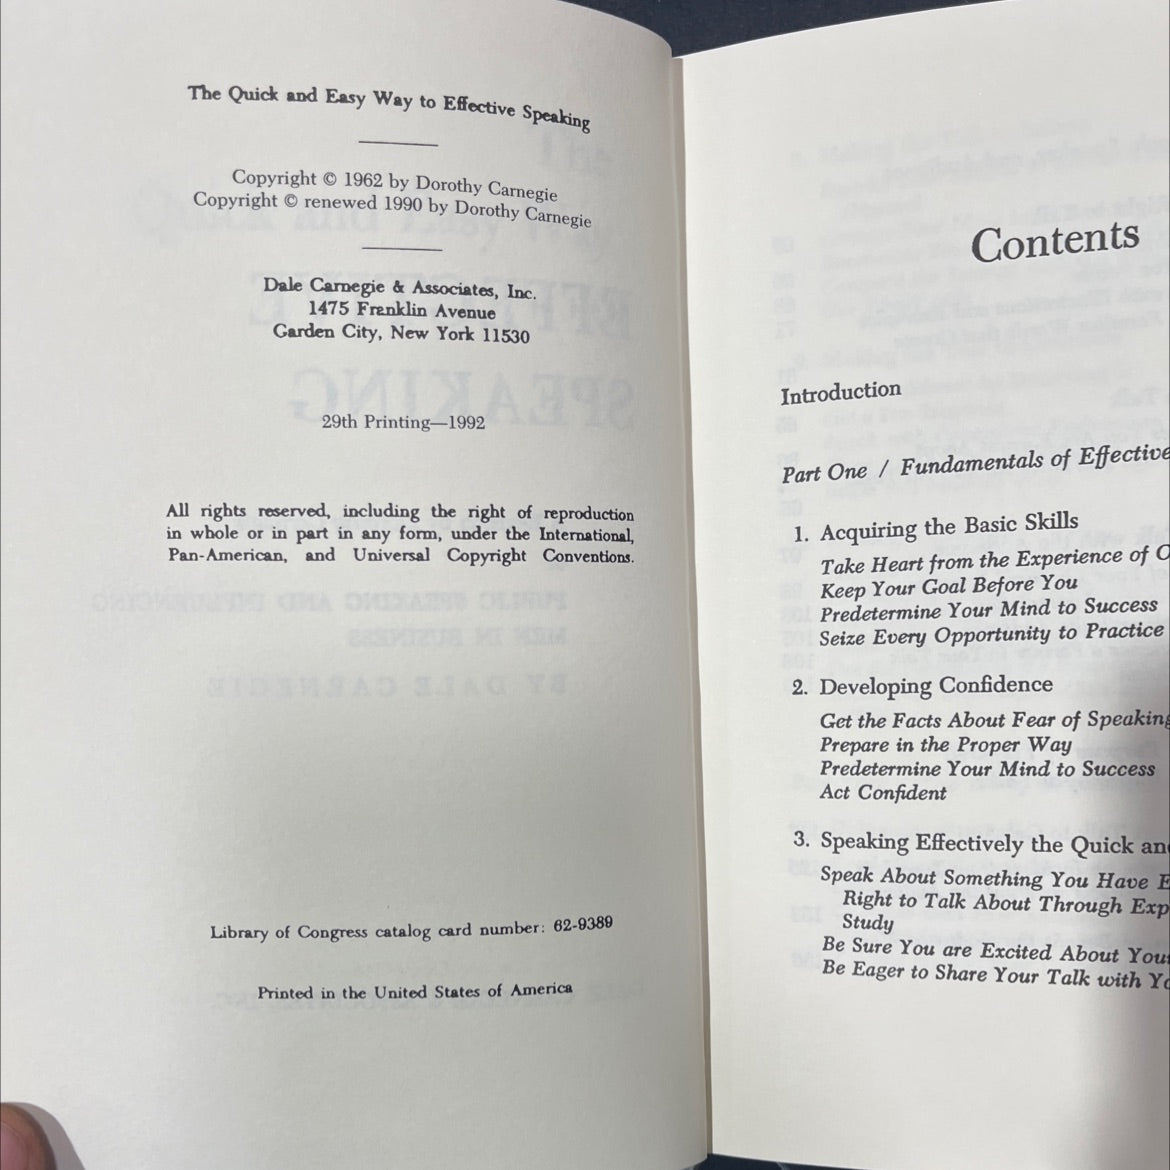 The Quick and Easy Way to Effective Speaking
Copyright © 1962 by Dorothy Carnegie
Copyright © renewed 1990 by Dorothy Carnegie
Dale Carnegie & Associates, Inc.
1475 Franklin Avenue
Garden City, New York 11530
29th Printing—1992
All rights reserved, including the right of reproduction
in whole or in part in any form, under the International,
Pan-American, and Universal Copyright Conventions.
Library of Congress catalog card number: 62-9389
Printed in the United States of America
Contents
Introduction
Part One / Fundamentals of Effective
1. Acquiring the Basic Skills
Take Heart from the Experience of
Keep Your Goal Before You
Predetermine Your Mind to Success
Seize Every Opportunity to Practice
2. Developing Confidence
Get the Facts About Fear of Speaking
Prepare in the Proper Way
Predetermine Your Mind to Success
Act Confident
3. Speaking Effectively the Quick
Speak About Something You Have
Right to Talk About Through
Study
Be Sure You are Excited About
Be Eager to Share Your Talk with